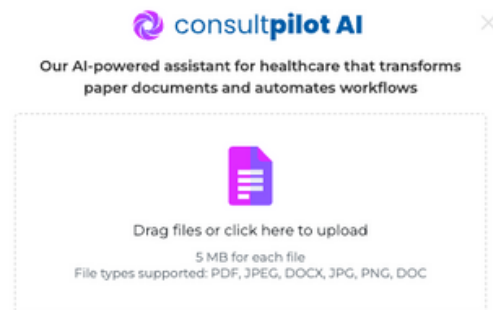 consultpilot AI
Our AI-powered assistant for healthcare that transforms
paper documents and automates workflows
Drag files or click here to upload
5 MB for each file
File types supported: PDF, JPEG, DOCX, JPG, PNG, DOC